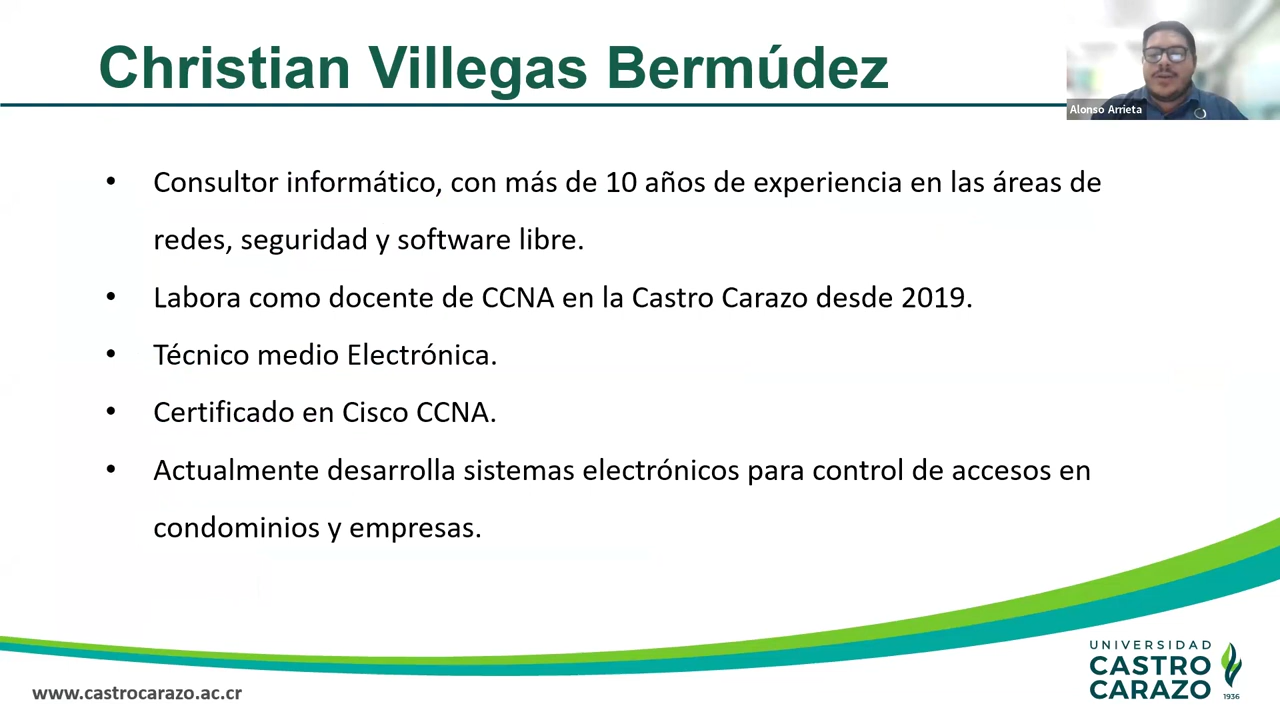 Christian Villegas Bermúdez
Alonso Arrieta
• Consultor informático, con más de 10 años de experiencia en las áreas de
redes, seguridad y software libre.
• Labora como docente de CCNA en la Castro Carazo desde 2019.
• Técnico medio Electrónica.
• Certificado en Cisco CCNA.
• Actualmente desarrolla sistemas electrónicos para control de accesos en
condominios y empresas.
www.castrocarazo.ac.cr
UNIVERSIDAD
CASTRO
CARAZO
1936